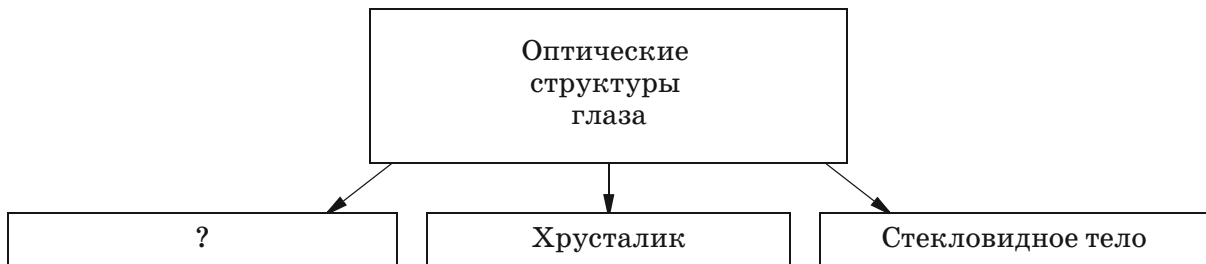 Оптические
структуры
глаза
?
Хрусталик
Стекловидное тело